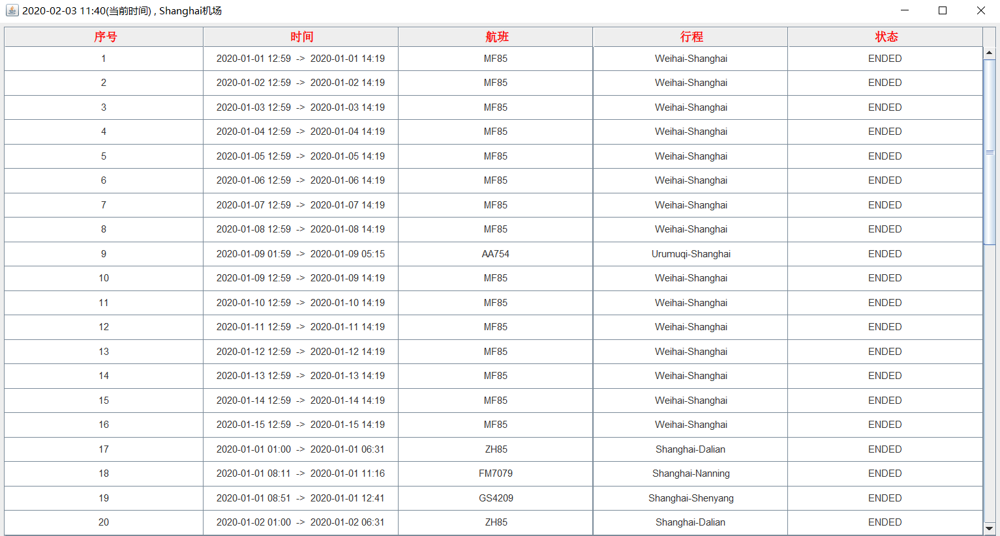 2020-02-03 11:40(当前时间) , Shanghai机场
序号 时间 航班 行程 状态
1 2020-01-01 12:59 -> 2020-01-01 14:19 MF85 Weihai-Shanghai ENDED
2 2020-01-02 12:59 -> 2020-01-02 14:19 MF85 Weihai-Shanghai ENDED
3 2020-01-03 12:59 -> 2020-01-03 14:19 MF85 Weihai-Shanghai ENDED
4 2020-01-04 12:59 -> 2020-01-04 14:19 MF85 Weihai-Shanghai ENDED
5 2020-01-05 12:59 -> 2020-01-05 14:19 MF85 Weihai-Shanghai ENDED
6 2020-01-06 12:59 -> 2020-01-06 14:19 MF85 Weihai-Shanghai ENDED
7 2020-01-07 12:59 -> 2020-01-07 14:19 MF85 Weihai-Shanghai ENDED
8 2020-01-08 12:59 -> 2020-01-08 14:19 MF85 Weihai-Shanghai ENDED
9 2020-01-09 01:59 -> 2020-01-09 05:15 AA754 Urumuqi-Shanghai ENDED
10 2020-01-09 12:59 -> 2020-01-09 14:19 MF85 Weihai-Shanghai ENDED
11 2020-01-10 12:59 -> 2020-01-10 14:19 MF85 Weihai-Shanghai ENDED
12 2020-01-11 12:59 -> 2020-01-11 14:19 MF85 Weihai-Shanghai ENDED
13 2020-01-12 12:59 -> 2020-01-12 14:19 MF85 Weihai-Shanghai ENDED
14 2020-01-13 12:59 -> 2020-01-13 14:19 MF85 Weihai-Shanghai ENDED
15 2020-01-14 12:59 -> 2020-01-14 14:19 MF85 Weihai-Shanghai ENDED
16 2020-01-15 12:59 -> 2020-01-15 14:19 MF85 Weihai-Shanghai ENDED
17 2020-01-01 01:00 -> 2020-01-01 06:31 ZH85 Shanghai-Dalian ENDED
18 2020-01-01 08:11 -> 2020-01-01 11:16 FM7079 Shanghai-Nanning ENDED
19 2020-01-01 08:51 -> 2020-01-01 12:41 GS4209 Shanghai-Shenyang ENDED
20 2020-01-02 01:00 -> 2020-01-02 06:31 ZH85 Shanghai-Dalian ENDED